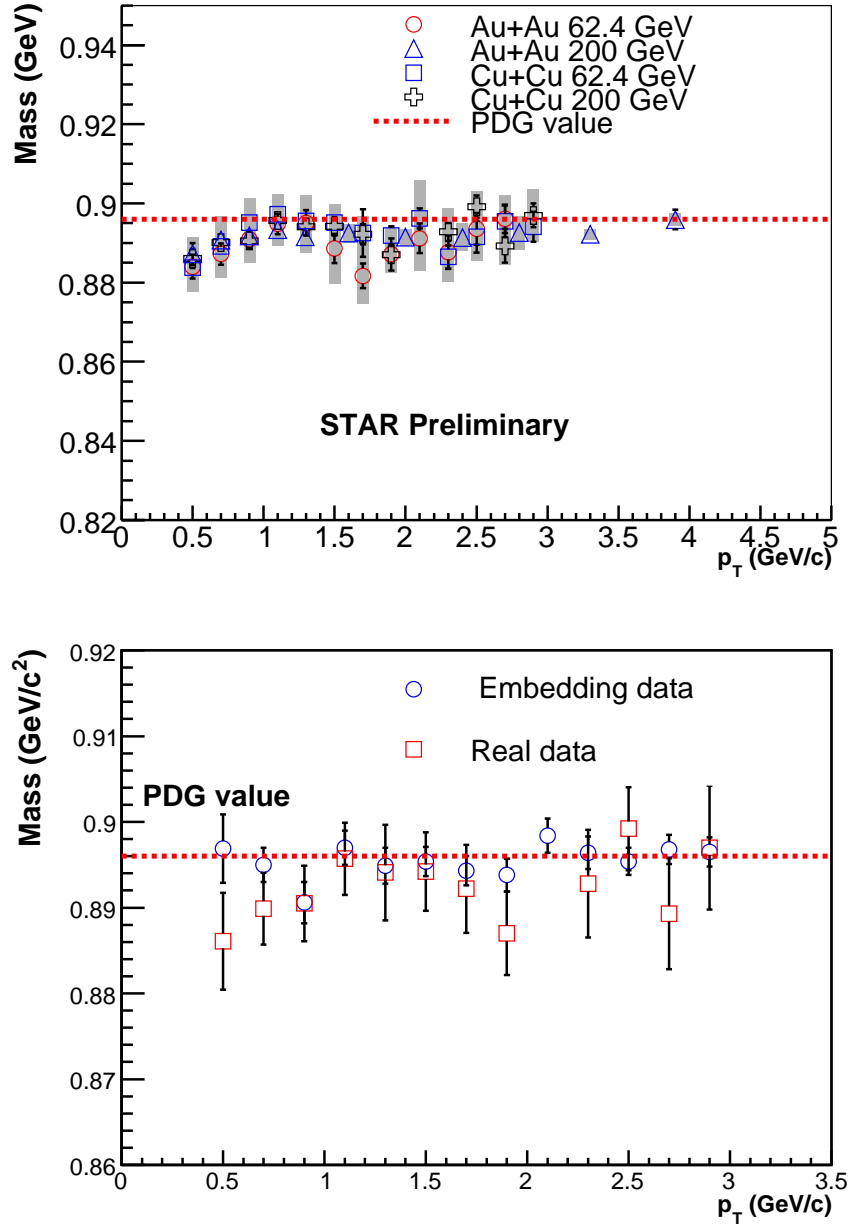 Mass (GeV)
0.94
0.92
0.9
0.88
0.86
0.84
0.82
Au+Au 62.4 GeV
Au+Au 200 GeV
Cu+Cu 62.4 GeV
Cu+Cu 200 GeV
PDG value
STAR Preliminary
0 0.5 1 1.5 2 2.5 3 3.5 4 4.5 5
p_T (GeV/c)
Mass (GeV/c²)
0.92
0.91
0.9
0.89
0.88
0.87
0.86
Embedding data
Real data
PDG value
0 0.5 1 1.5 2 2.5 3 3.5
p_T (GeV/c)